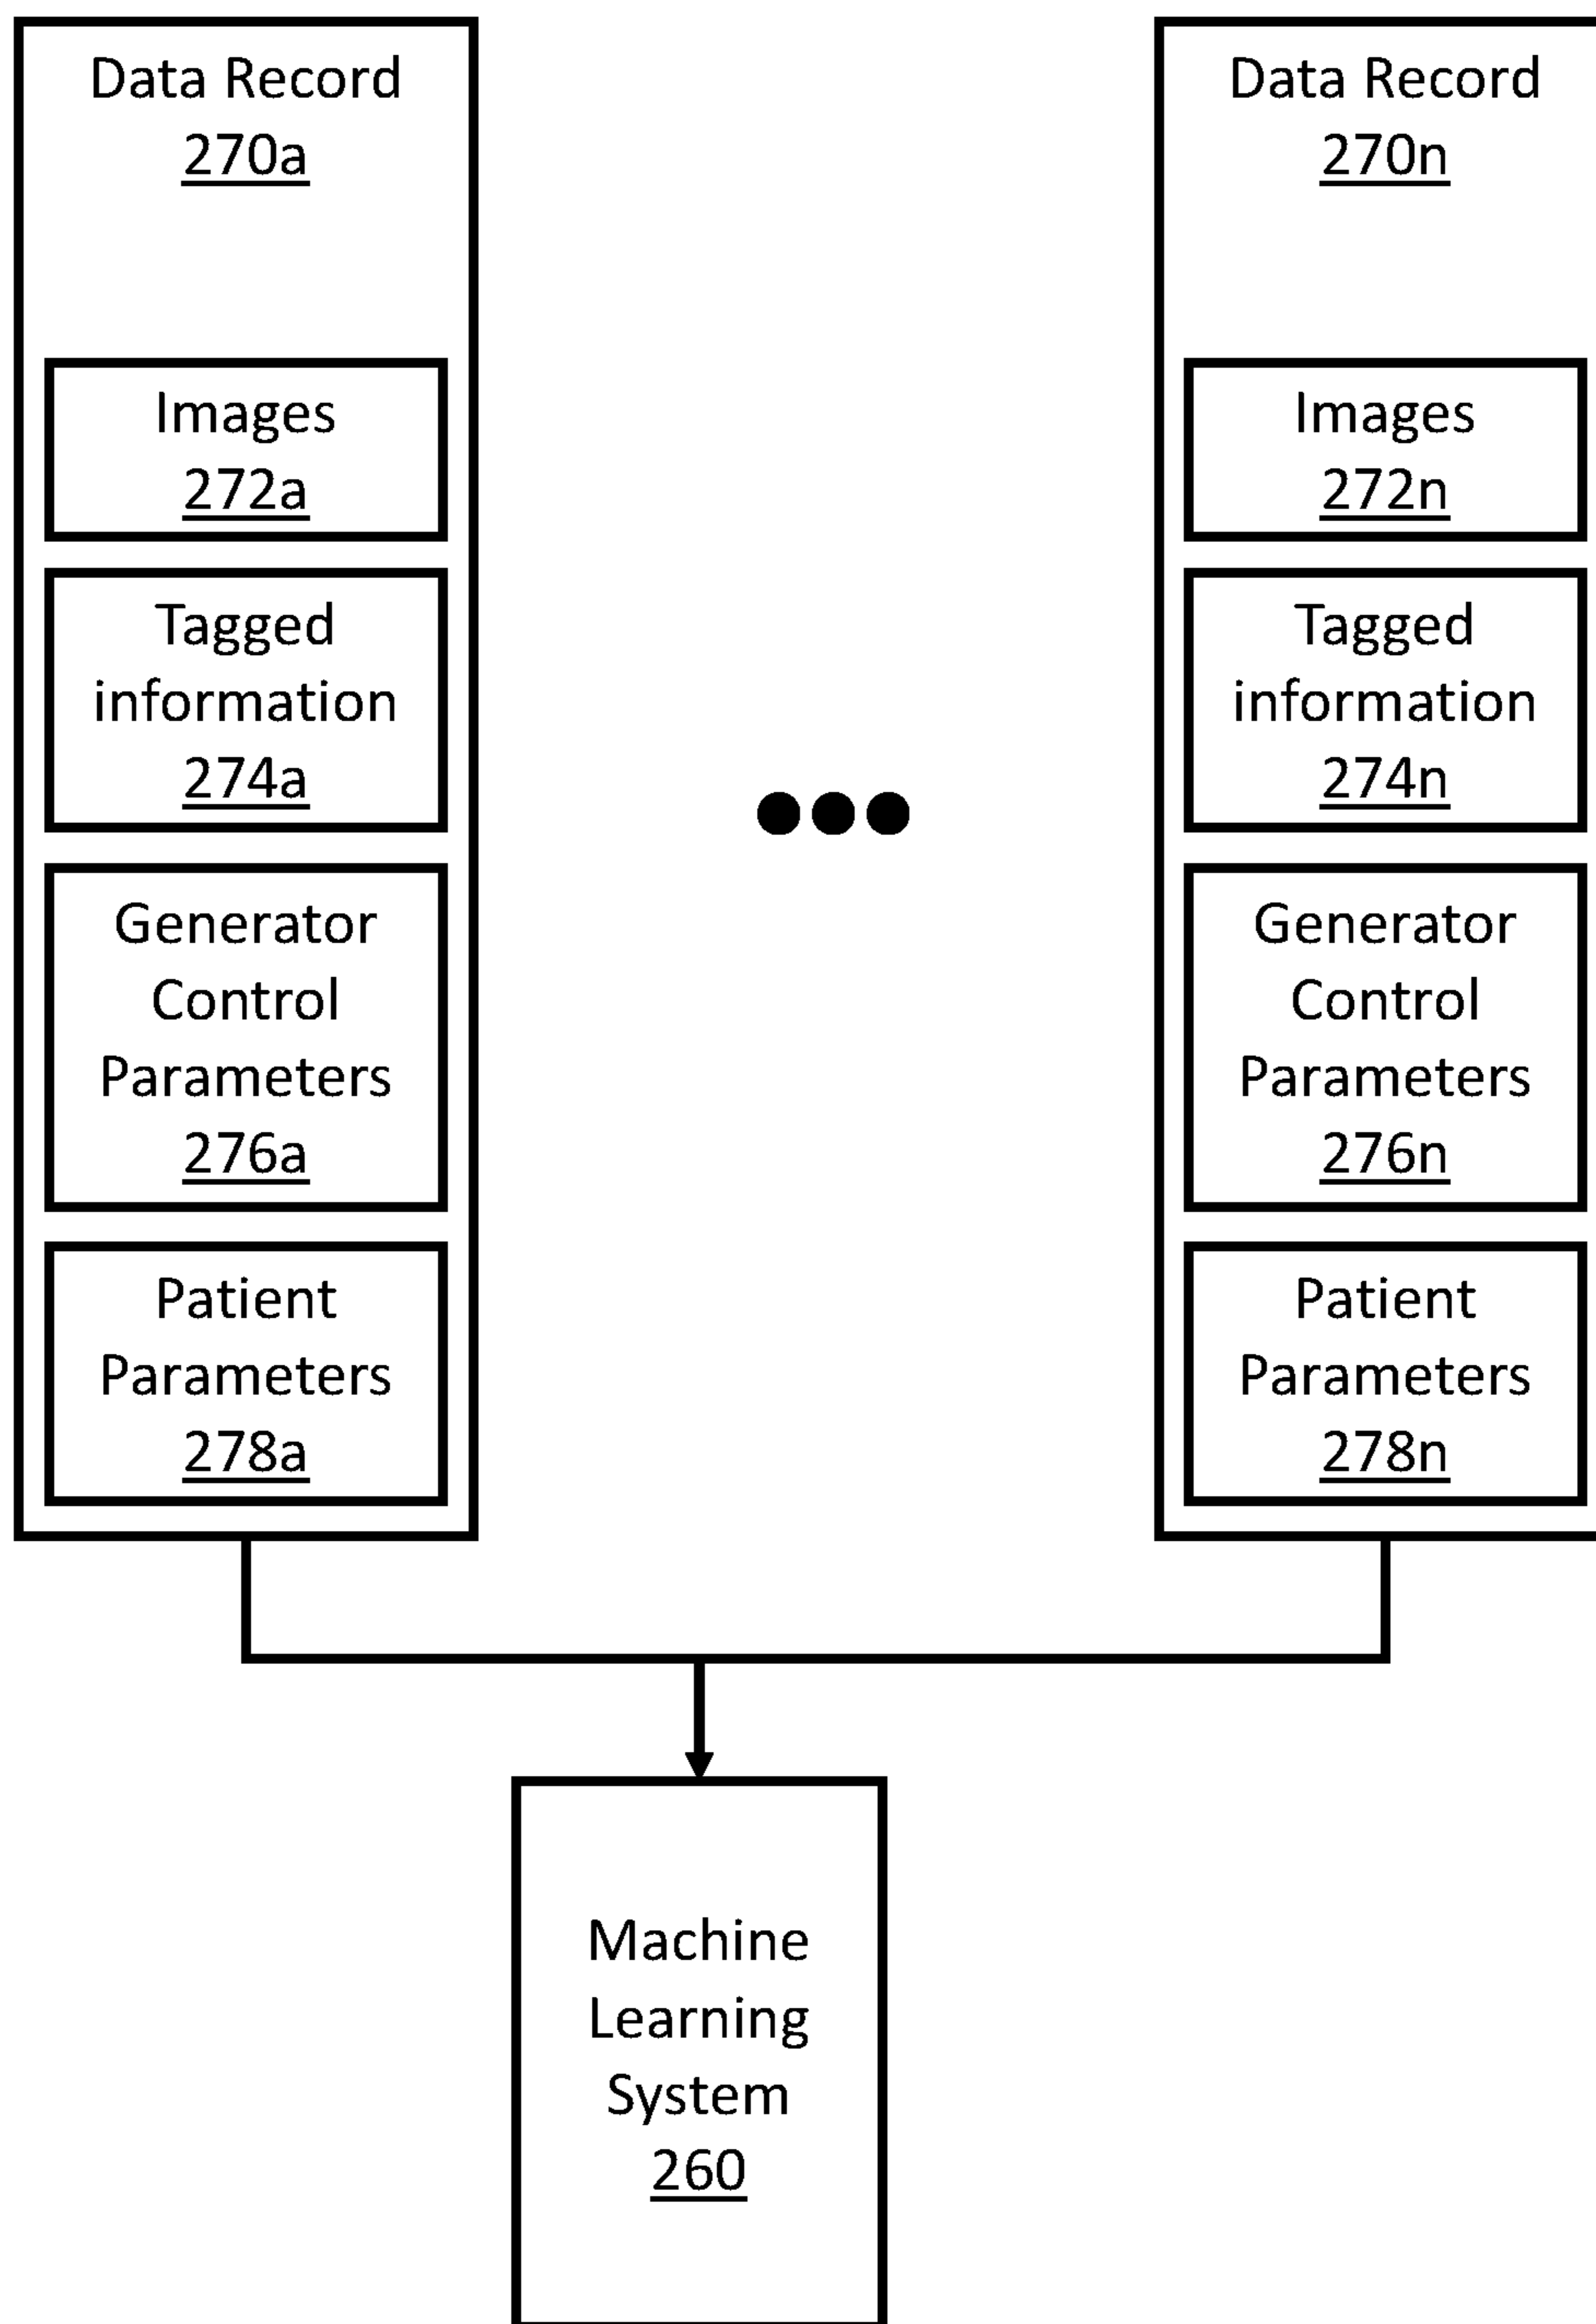 Data Record
270a
Images
272a
Tagged
information
274a
Generator
Control
Parameters
276a
Patient
Parameters
278a
Data Record
270n
Images
272n
Tagged
information
274n
Generator
Control
Parameters
276n
Patient
Parameters
278n
Machine
Learning
System
260